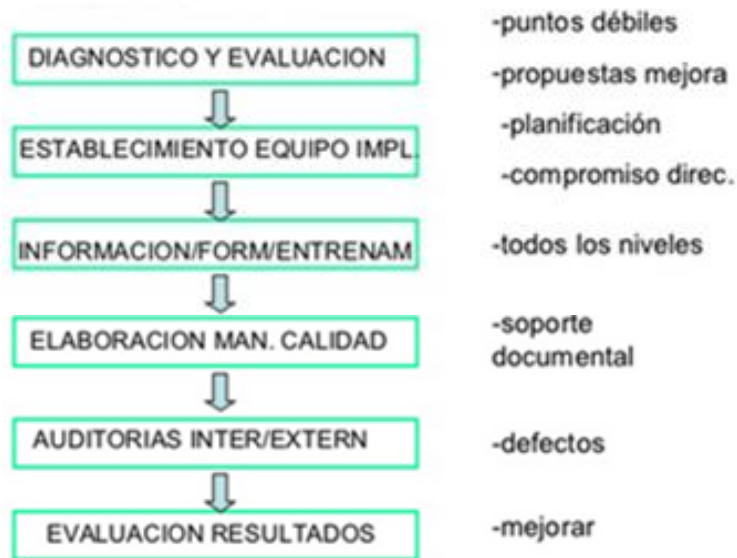 DIAGNOSTICO Y EVALUACION
-puntos débiles
-propuestas mejora
ESTABLECIMIENTO EQUIPO IMPL.
-planificación
-compromiso direc.
INFORMACION/FORM/ENTRENAM
-todos los niveles
ELABORACION MAN. CALIDAD
-soporte
documental
AUDITORIAS INTER/EXTERN
-defectos
EVALUACION RESULTADOS
-mejorar